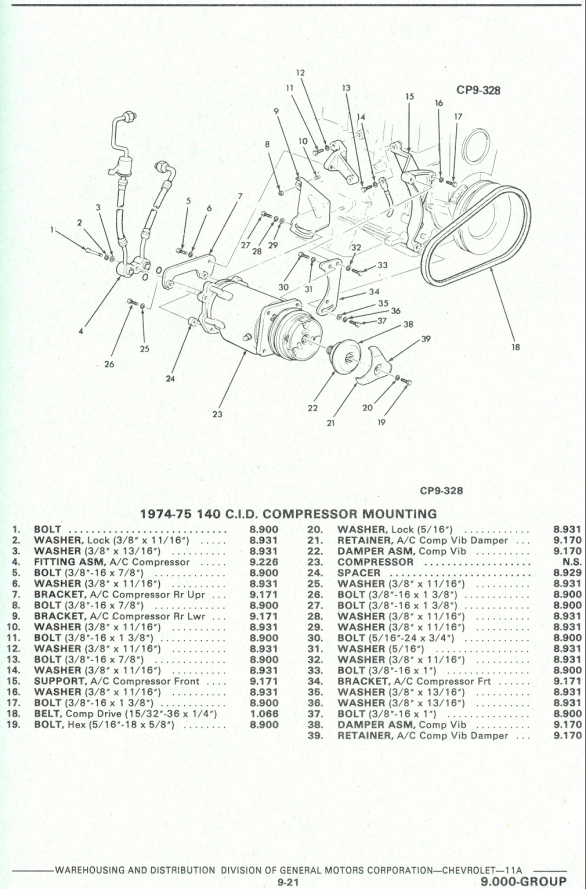 CP9-328
12
11
13
15
14
16
17
9
10
8
7
6
5
3
2
1
27
28
29
30
31
32
33
34
35
36
37
38
39
4
25
26
24
23
22
21
20
19
18
CP9-328
1974-75 140 C.I.D. COMPRESSOR MOUNTING
1. BOLT .......................... 8.900
2. WASHER, Lock (3/8" x 11/16") ..... 8.931
3. WASHER (3/8" x 13/16") ......... 8.931
4. FITTING ASM, A/C Compressor ..... 9.226
5. BOLT (3/8"-16 x 7/8") ............. 8.900
6. WASHER (3/8" x 11/16") ......... 8.931
7. BRACKET, A/C Compressor Rr Upr ... 9.171
8. BOLT (3/8"-16 x 7/8") ............. 8.900
9. BRACKET, A/C Compressor Rr Lwr ... 9.171
10. WASHER (3/8" x 11/16") ......... 8.931
11. BOLT (3/8"-16 x 1 3/8") ........... 8.900
12. WASHER (3/8" x 11/16") ......... 8.931
13. BOLT (3/8"-16 x 7/8") ............. 8.900
14. WASHER (3/8" x 11/16") ......... 8.931
15. SUPPORT, A/C Compressor Front .... 9.171
16. WASHER (3/8" x 11/16") ......... 8.931
17. BOLT (3/8"-16 x 1 3/8") ........... 8.900
18. BELT, Comp Drive (15/32"-36 x 1/4") 1.066
19. BOLT, Hex (5/16"-18 x 5/8") ........ 8.900
20. WASHER, Lock (5/16") ........... 8.931
21. RETAINER, A/C Comp Vib Damper ... 9.170
22. DAMPER ASM, Comp Vib .......... 9.170
23. COMPRESSOR .................. N.S.
24. SPACER ....................... 8.929
25. WASHER (3/8" x 11/16") ......... 8.931
26. BOLT (3/8"-16 x 1 3/8") ........... 8.900
27. BOLT (3/8"-16 x 1 3/8") ........... 8.900
28. WASHER (3/8" x 11/16") ......... 8.931
29. WASHER (3/8" x 11/16") ......... 8.931
30. BOLT (5/16"-24 x 3/4") ........... 8.900
31. WASHER (5/16") ................ 8.931
32. WASHER (3/8" x 11/16") ......... 8.931
33. BOLT (3/8"-16 x 1") .............. 8.900
34. BRACKET, A/C Compressor Frt ..... 9.171
35. WASHER (3/8" x 13/16") ......... 8.931
36. WASHER (3/8" x 13/16") ......... 8.931
37. BOLT (3/8"-16 x 1") .............. 8.900
38. DAMPER ASM, Comp Vib .......... 9.170
39. RETAINER, A/C Comp Vib Damper ... 9.170
WAREHOUSING AND DISTRIBUTION DIVISION OF GENERAL MOTORS CORPORATION—CHEVROLET—11A
9-21
9.000-GROUP